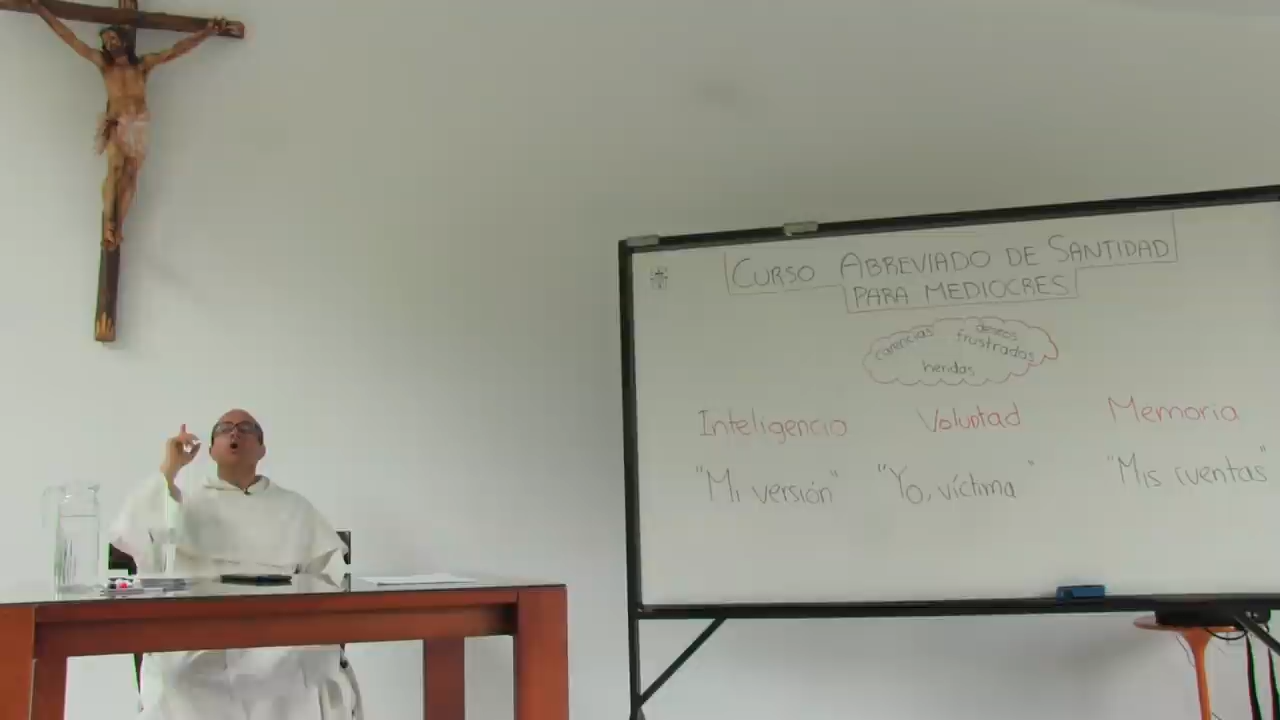 CURSO ABREVIADO DE SANTIDAD
PARA MEDIOCRES
carencias deseos
frustrados
heridas
Inteligencia Voluntad Memoria
"Mi versión" "Yo, víctima" "Mis cuentas"